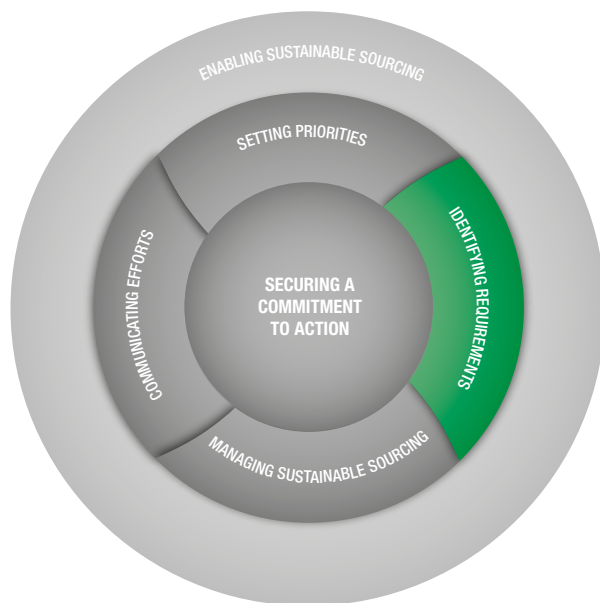 ENABLING SUSTAINABLE SOURCING
SETTING PRIORITIES
IDENTIFYING REQUIREMENTS
MANAGING SUSTAINABLE SOURCING
COMMUNICATING EFFORTS
SECURING A
COMMITMENT
TO ACTION